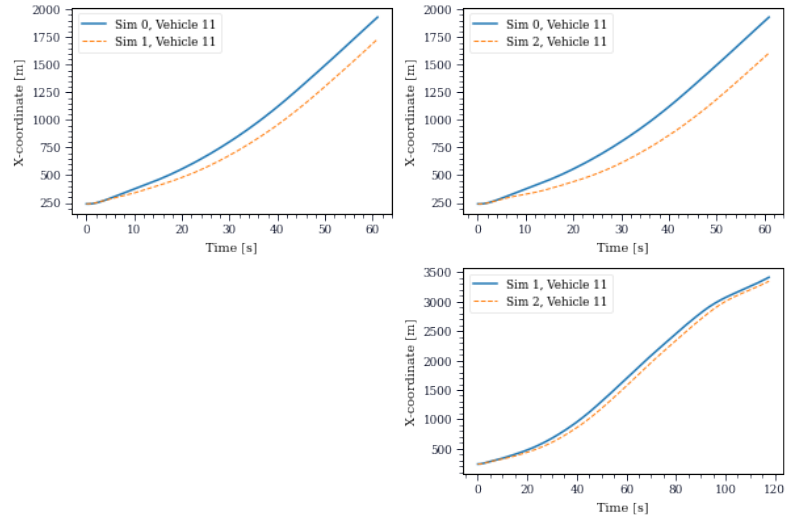 2000
1750
1500
1250
1000
750
500
250
X-coordinate [m]
Sim 0, Vehicle 11
Sim 1, Vehicle 11
0 10 20 30 40 50 60
Time [s]
2000
1750
1500
1250
1000
750
500
250
X-coordinate [m]
Sim 0, Vehicle 11
Sim 2, Vehicle 11
0 10 20 30 40 50 60
Time [s]
3500
3000
2500
2000
1500
1000
500
X-coordinate [m]
Sim 1, Vehicle 11
Sim 2, Vehicle 11
0 20 40 60 80 100 120
Time [s]